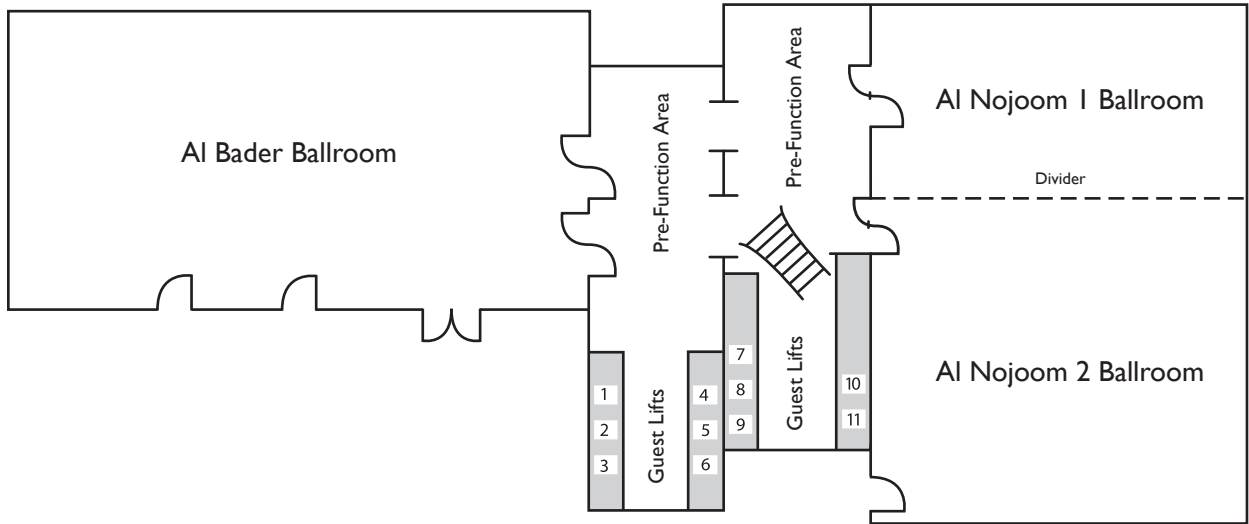 Al Bader Ballroom
Pre-Function Area
Pre-Function Area
Al Nojoom 1 Ballroom
Divider
Al Nojoom 2 Ballroom
Guest Lifts
1
2
3
4
5
6
Guest Lifts
7
8
9
10
11